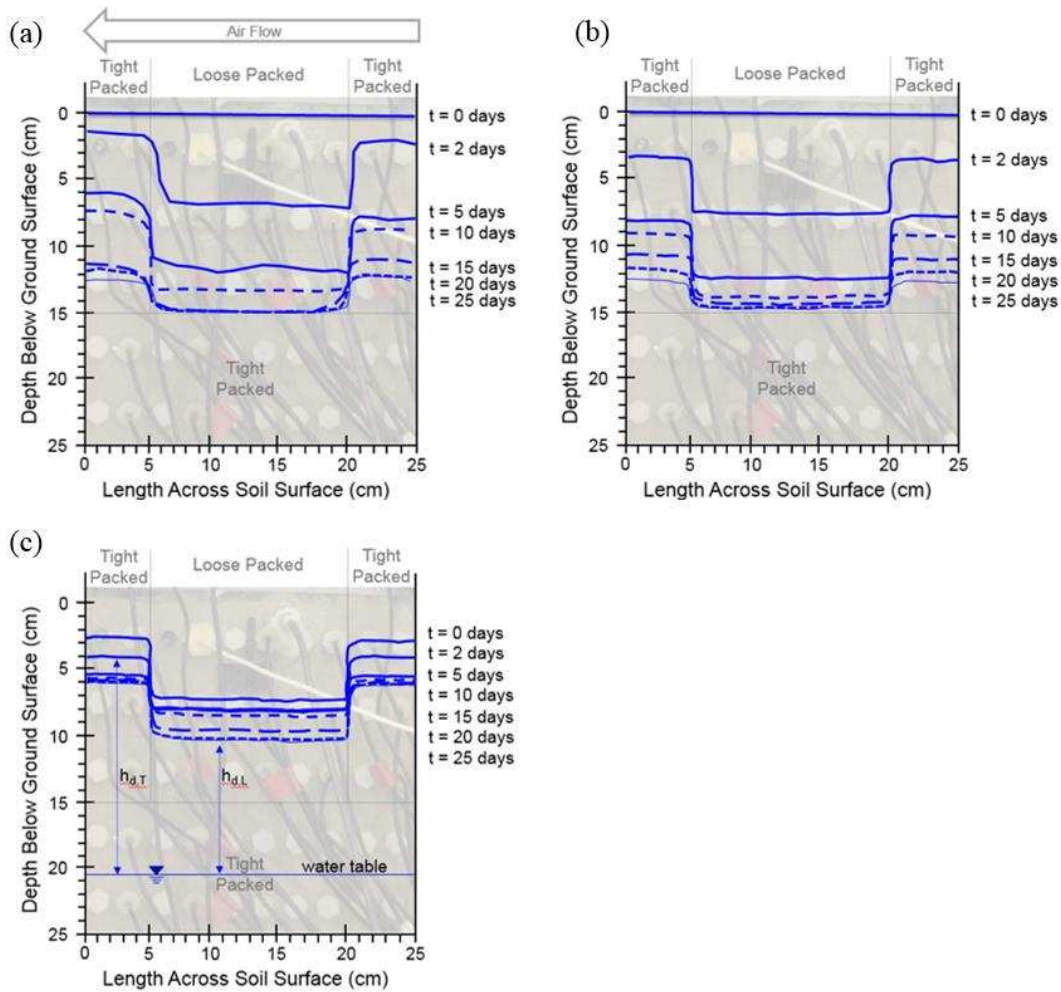 (a)
Air Flow
Tight
Packed
Loose Packed
Tight
Packed
0
5
10
15
20
25
Depth Below Ground Surface (cm)
t = 0 days
t = 2 days
t = 5 days
t = 10 days
t = 15 days
t = 20 days
t = 25 days
Tight
Packed
0 5 10 15 20 25
Length Across Soil Surface (cm)
(b)
Tight
Packed
Loose Packed
Tight
Packed
0
5
10
15
20
25
Depth Below Ground Surface (cm)
t = 0 days
t = 2 days
t = 5 days
t = 10 days
t = 15 days
t = 20 days
t = 25 days
Tight
Packed
0 5 10 15 20 25
Length Across Soil Surface (cm)
(c)
Tight
Packed
Loose Packed
Tight
Packed
0
5
10
15
20
25
Depth Below Ground Surface (cm)
t = 0 days
t = 2 days
t = 5 days
t = 10 days
t = 15 days
t = 20 days
t = 25 days
hd.T
hd.L
water table
Tight
Packed
0 5 10 15 20 25
Length Across Soil Surface (cm)